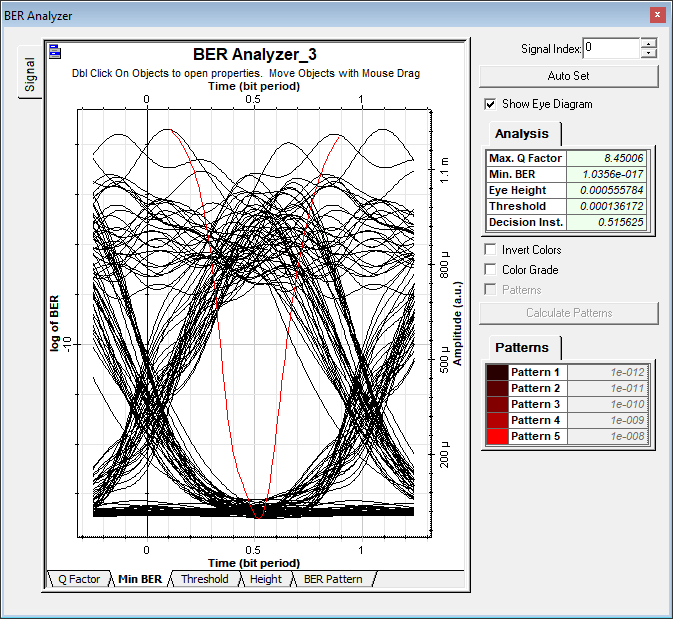 BER Analyzer
Signal
BER Analyzer_3
Dbl Click On Objects to open properties. Move Objects with Mouse Drag
Time (bit period)
0 0.5 1
log of BER
-10
1.1 m
800 µ
500 µ
200 µ
Amplitude (a.u.)
0 0.5 1
Time (bit period)
Q Factor Min BER Threshold Height BER Pattern
Signal Index: 0
Auto Set
Show Eye Diagram
Analysis
Max. Q Factor 8.45006
Min. BER 1.0356e-017
Eye Height 0.000555784
Threshold 0.000136172
Decision Inst. 0.515625
Invert Colors
Color Grade
Patterns
Calculate Patterns
Patterns
Pattern 1 1e-012
Pattern 2 1e-011
Pattern 3 1e-010
Pattern 4 1e-009
Pattern 5 1e-008